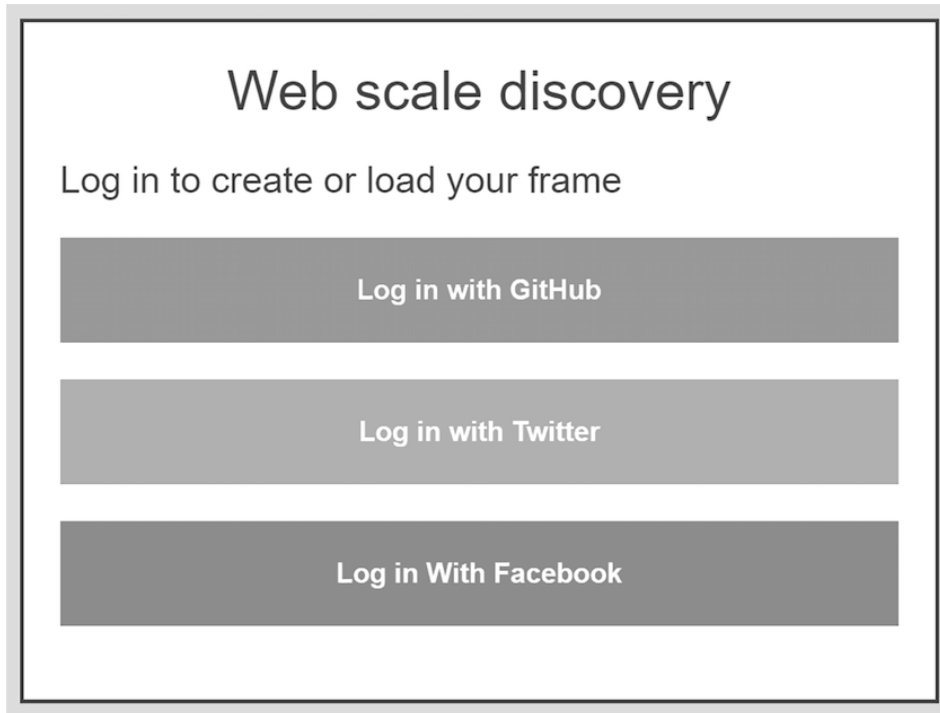 Web scale discovery
Log in to create or load your frame
Log in with GitHub
Log in with Twitter
Log in With Facebook